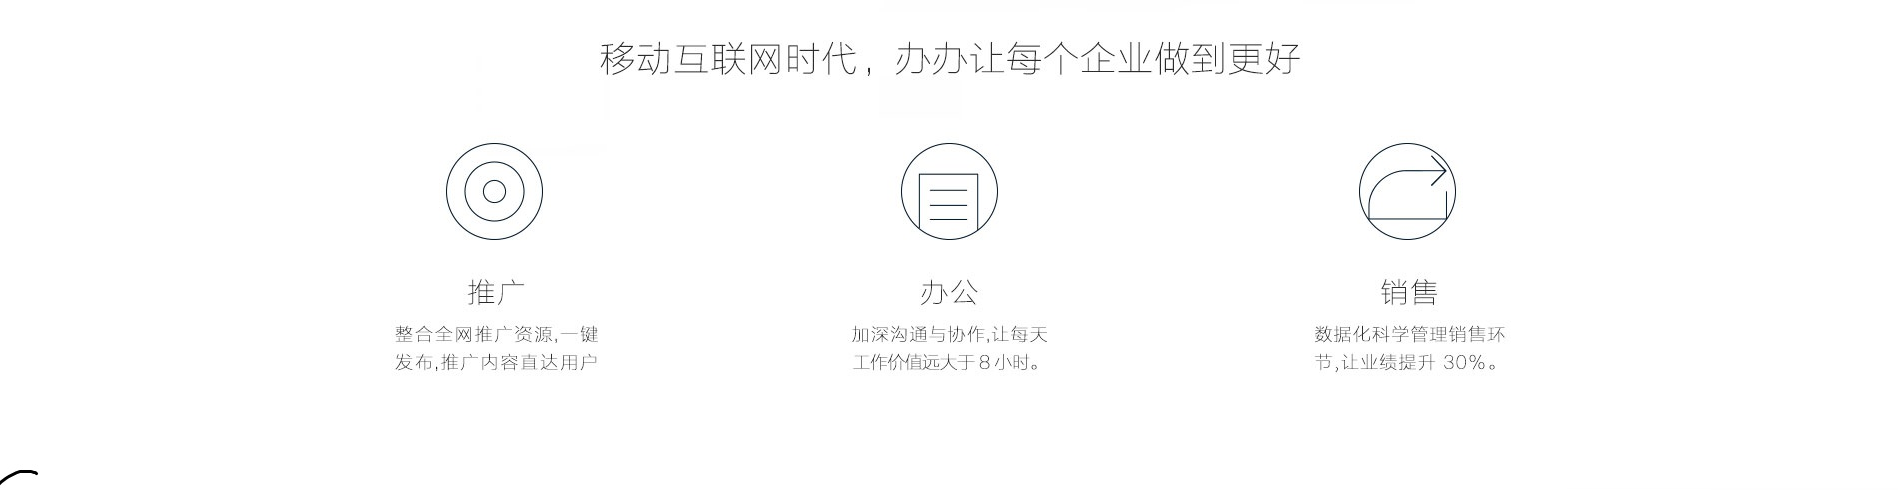 移动互联网时代，办办让每个企业做到更好
推广
整合全网推广资源,一键
发布,推广内容直达用户
办公
加深沟通与协作,让每天
工作价值远大于 8 小时。
销售
数据化科学管理销售环
节,让业绩提升 30%。